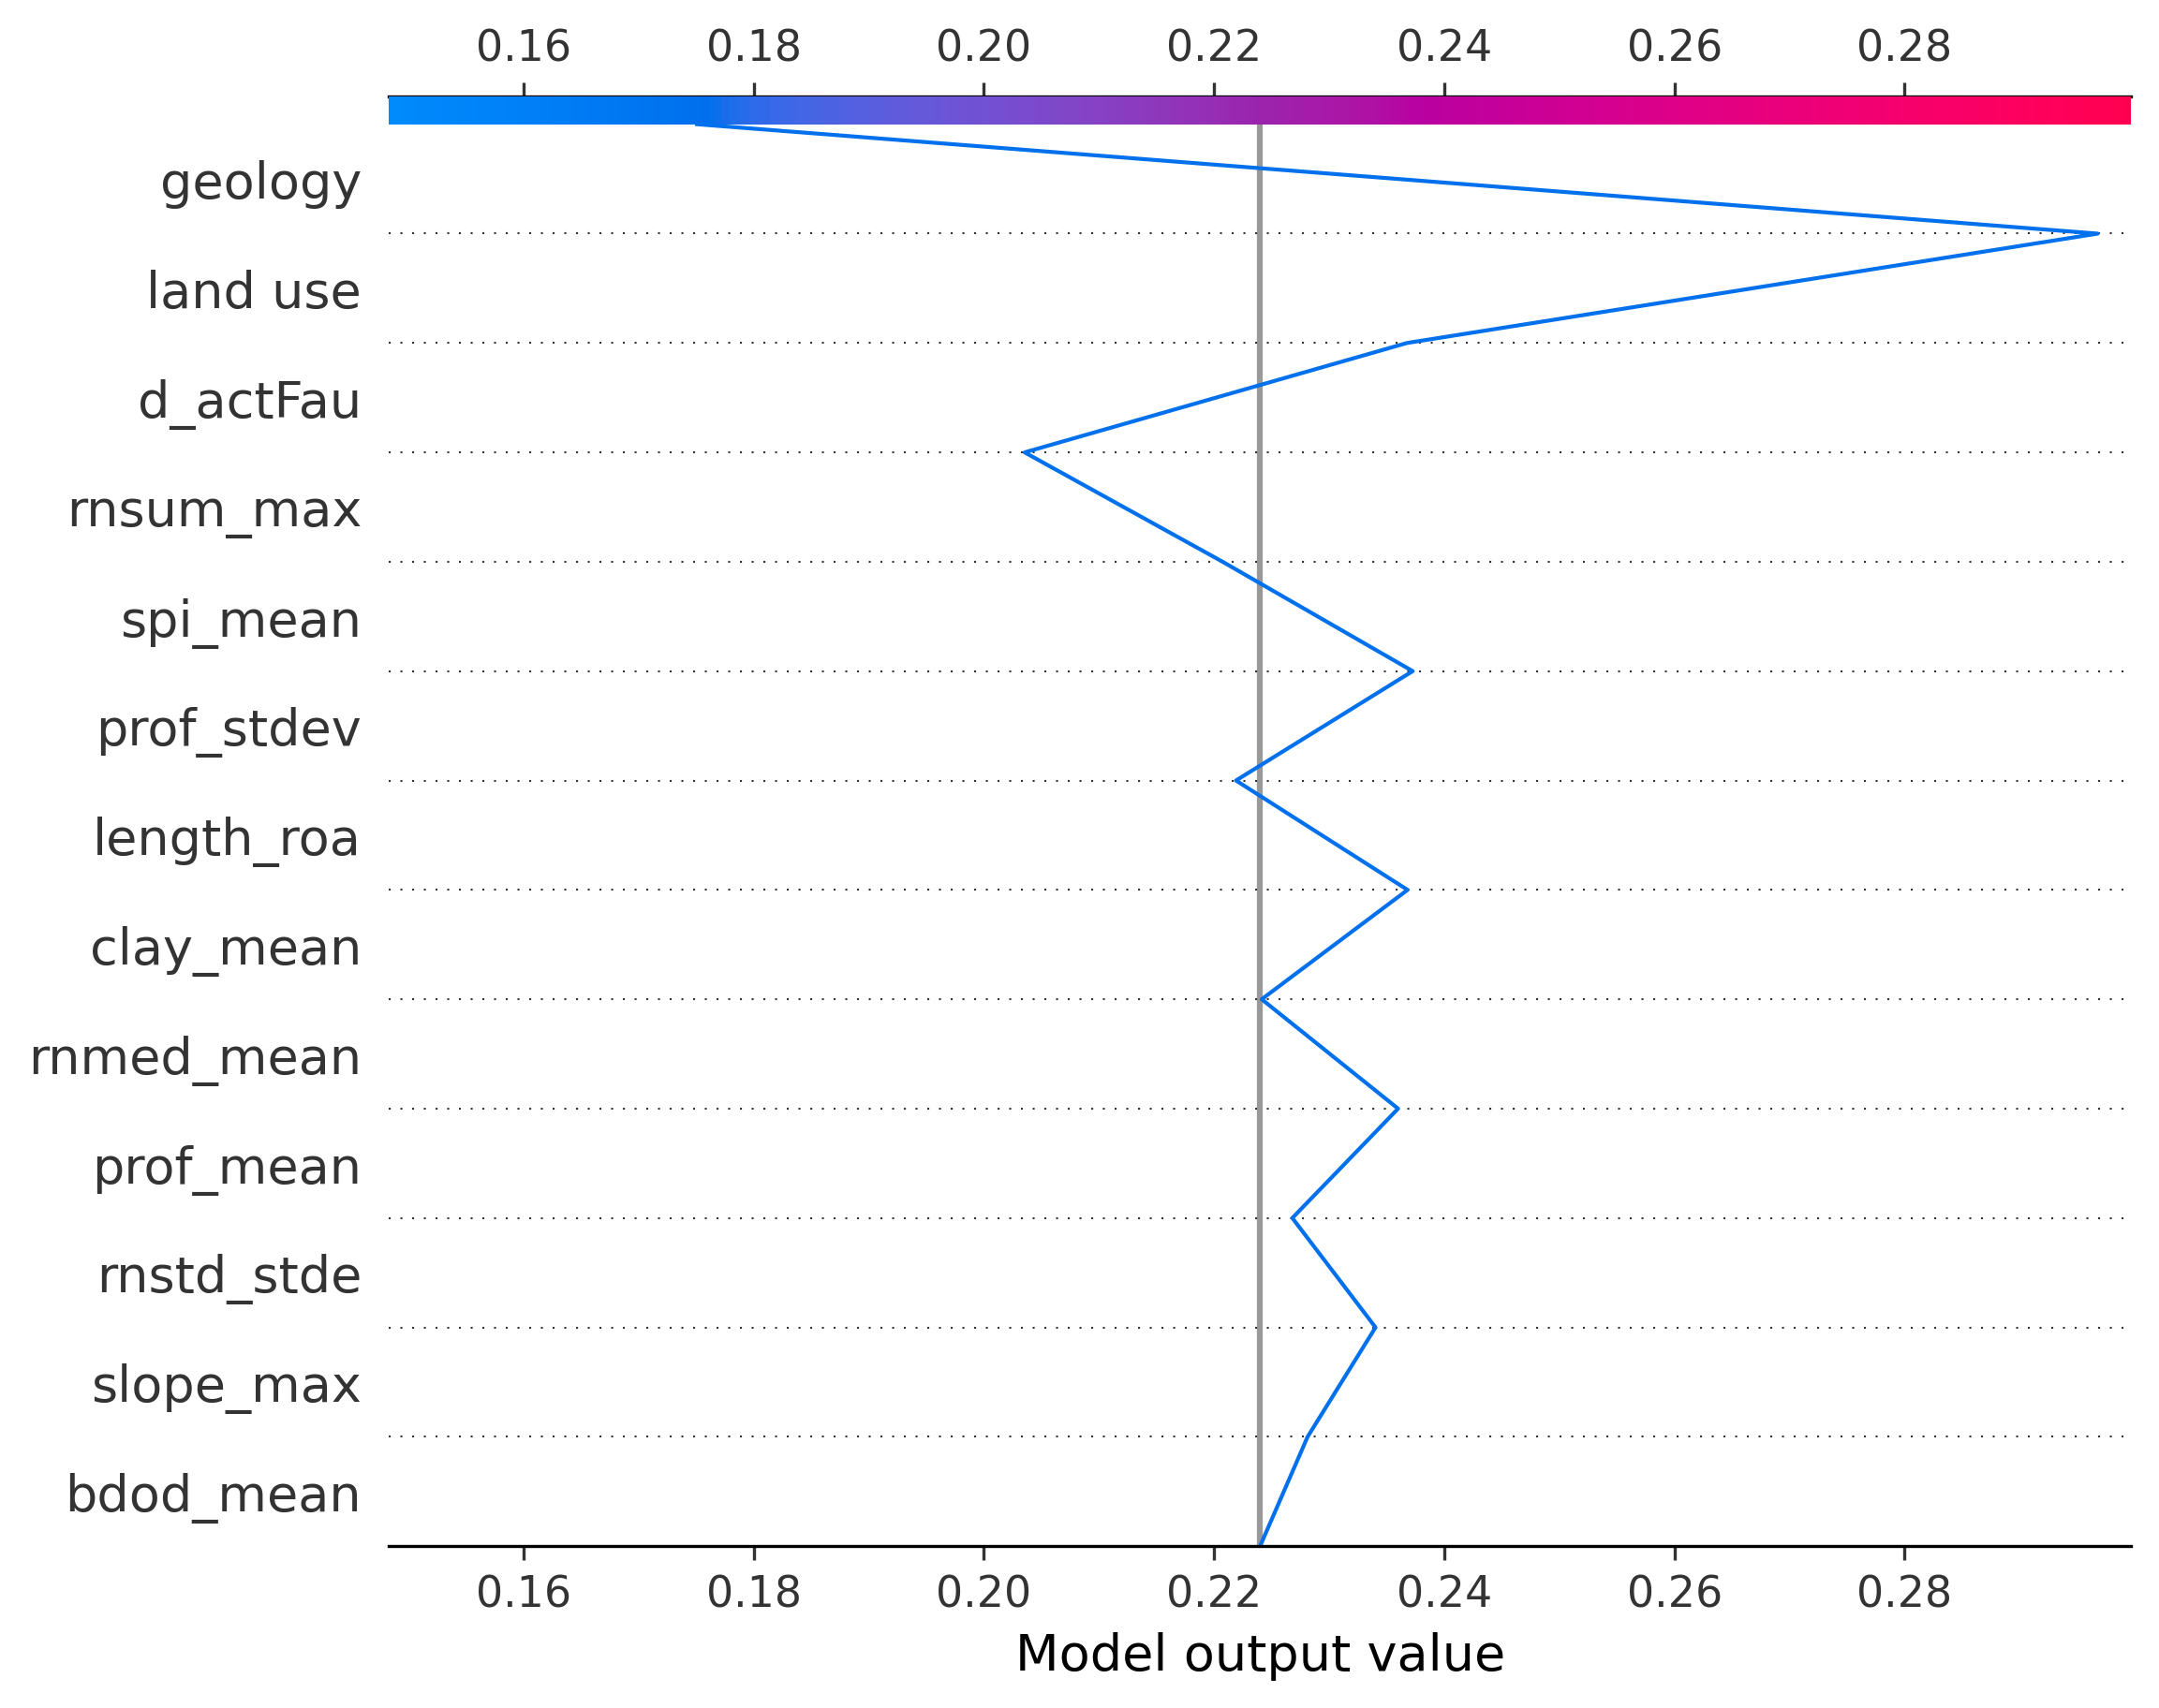 0.16 0.18 0.20 0.22 0.24 0.26 0.28
geology
land use
d_actFau
rnsum_max
spi_mean
prof_stdev
length_roa
clay_mean
rnmed_mean
prof_mean
rnstd_stde
slope_max
bdod_mean
0.16 0.18 0.20 0.22 0.24 0.26 0.28
Model output value